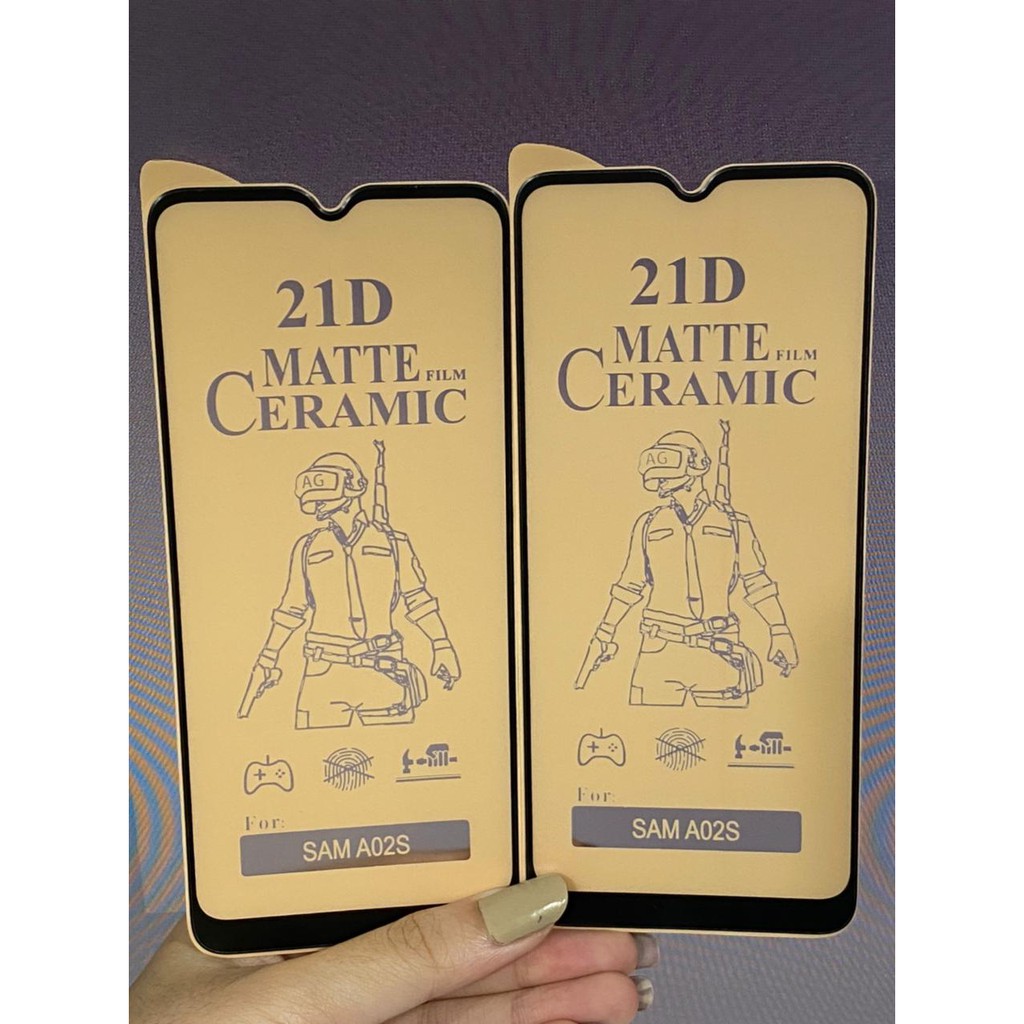 21D
MATTE FILM
CERAMIC
AG
For:
SAM A02S
21D
MATTE FILM
CERAMIC
AG
For:
SAM A02S